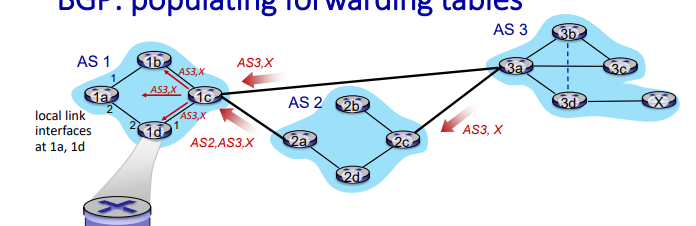 BGP: populating forwarding tables
AS 3
3b
AS 1
1b
AS3,X
3a
3c
1
AS3,X
1a
AS3,X
1c
AS 2
2b
3d
X
2
AS3,X
local link
interfaces
at 1a, 1d
2
1d
1
AS2,AS3,X
2a
2c
AS3, X
2d